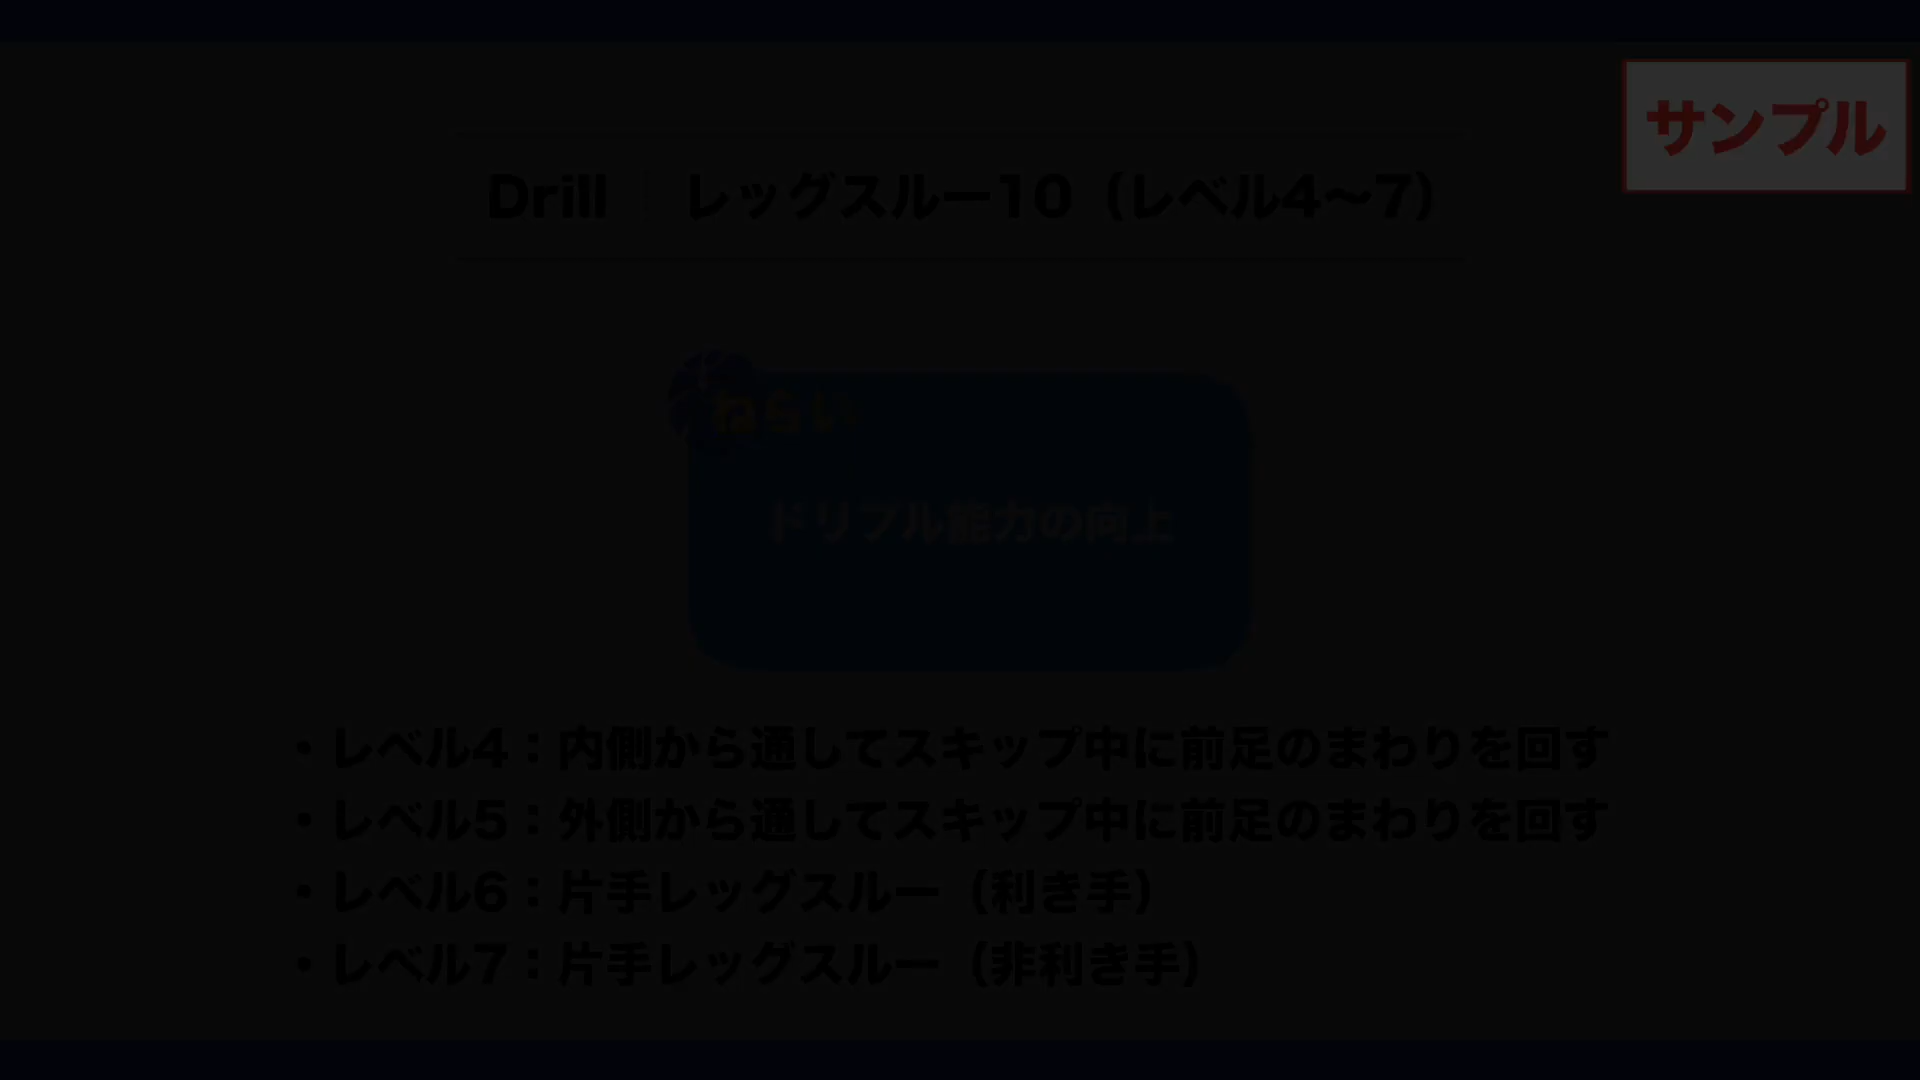 サンプル
Drill レッグスルー10（レベル4〜7）
ねらい
ドリブル能力の向上
・レベル4：内側から通してスキップ中に前足のまわりを回す
・レベル5：外側から通してスキップ中に前足のまわりを回す
・レベル6：片手レッグスルー（利き手）
・レベル7：片手レッグスルー（非利き手）